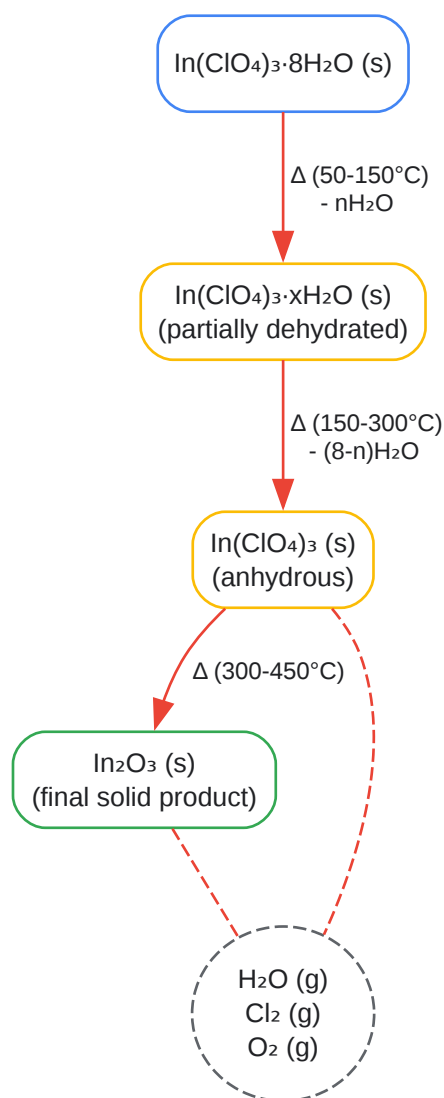 In(ClO₄)₃·8H₂O (s)
Δ (50-150°C)
- nH₂O
In(ClO₄)₃·xH₂O (s)
(partially dehydrated)
Δ (150-300°C)
- (8-n)H₂O
In(ClO₄)₃ (s)
(anhydrous)
Δ (300-450°C)
In₂O₃ (s)
(final solid product)
H₂O (g)
Cl₂ (g)
O₂ (g)